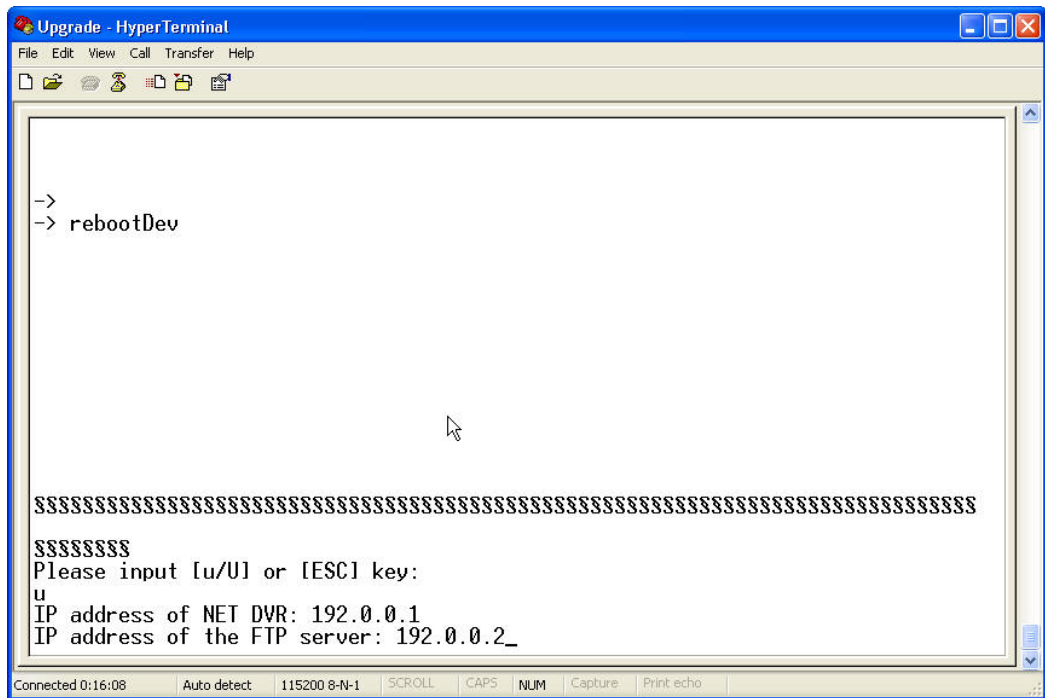 Upgrade - HyperTerminal
File Edit View Call Transfer Help
->
-> rebootDev
§§§§§§§§§§§§§§§§§§§§§§§§§§§§§§§§§§§§§§§§§§§§§§§§§§§§§§§§§§§§§§§§§§§§§§§§§§§§§§
§§§§§§§§
Please input [u/U] or [ESC] key:
u
IP address of NET DVR: 192.0.0.1
IP address of the FTP server: 192.0.0.2_
Connected 0:16:08 Auto detect 115200 8-N-1 SCROLL CAPS NUM Capture Print echo